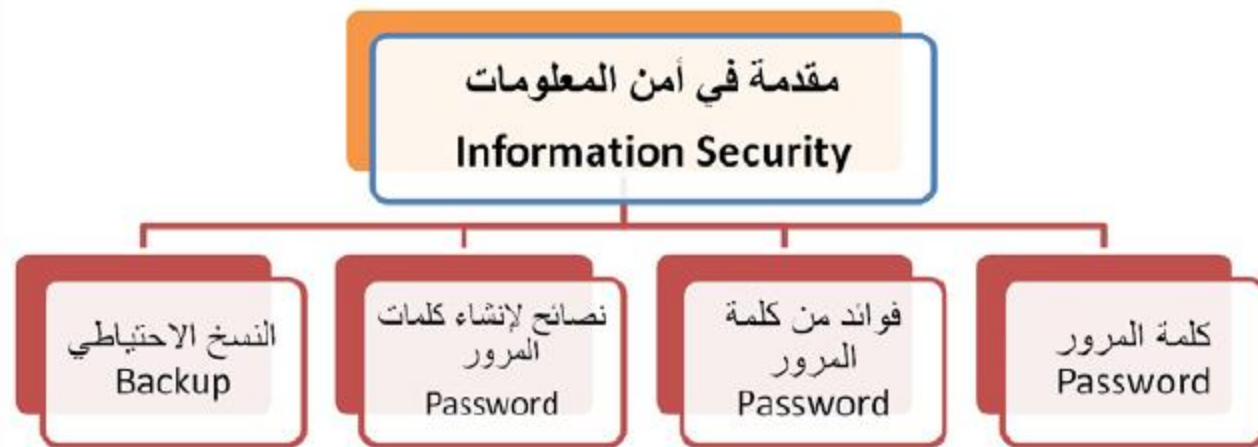 مقدمة في أمن المعلومات
Information Security
كلمة المرور
Password
فوائد من كلمة
المرور
Password
نصائح لإنشاء كلمات
المرور
Password
النسخ الاحتياطي
Backup